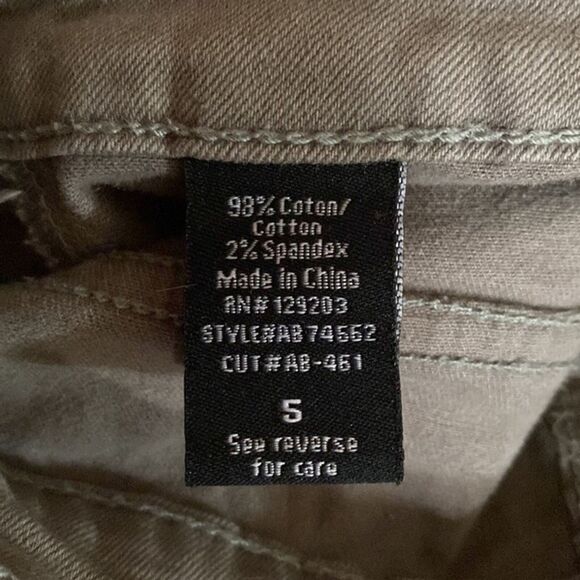 98% Coton/
Cotton
2% Spandex
Made in China
RN# 129203
STYLE#AB74552
CUT#AB-461
5
See reverse
for care